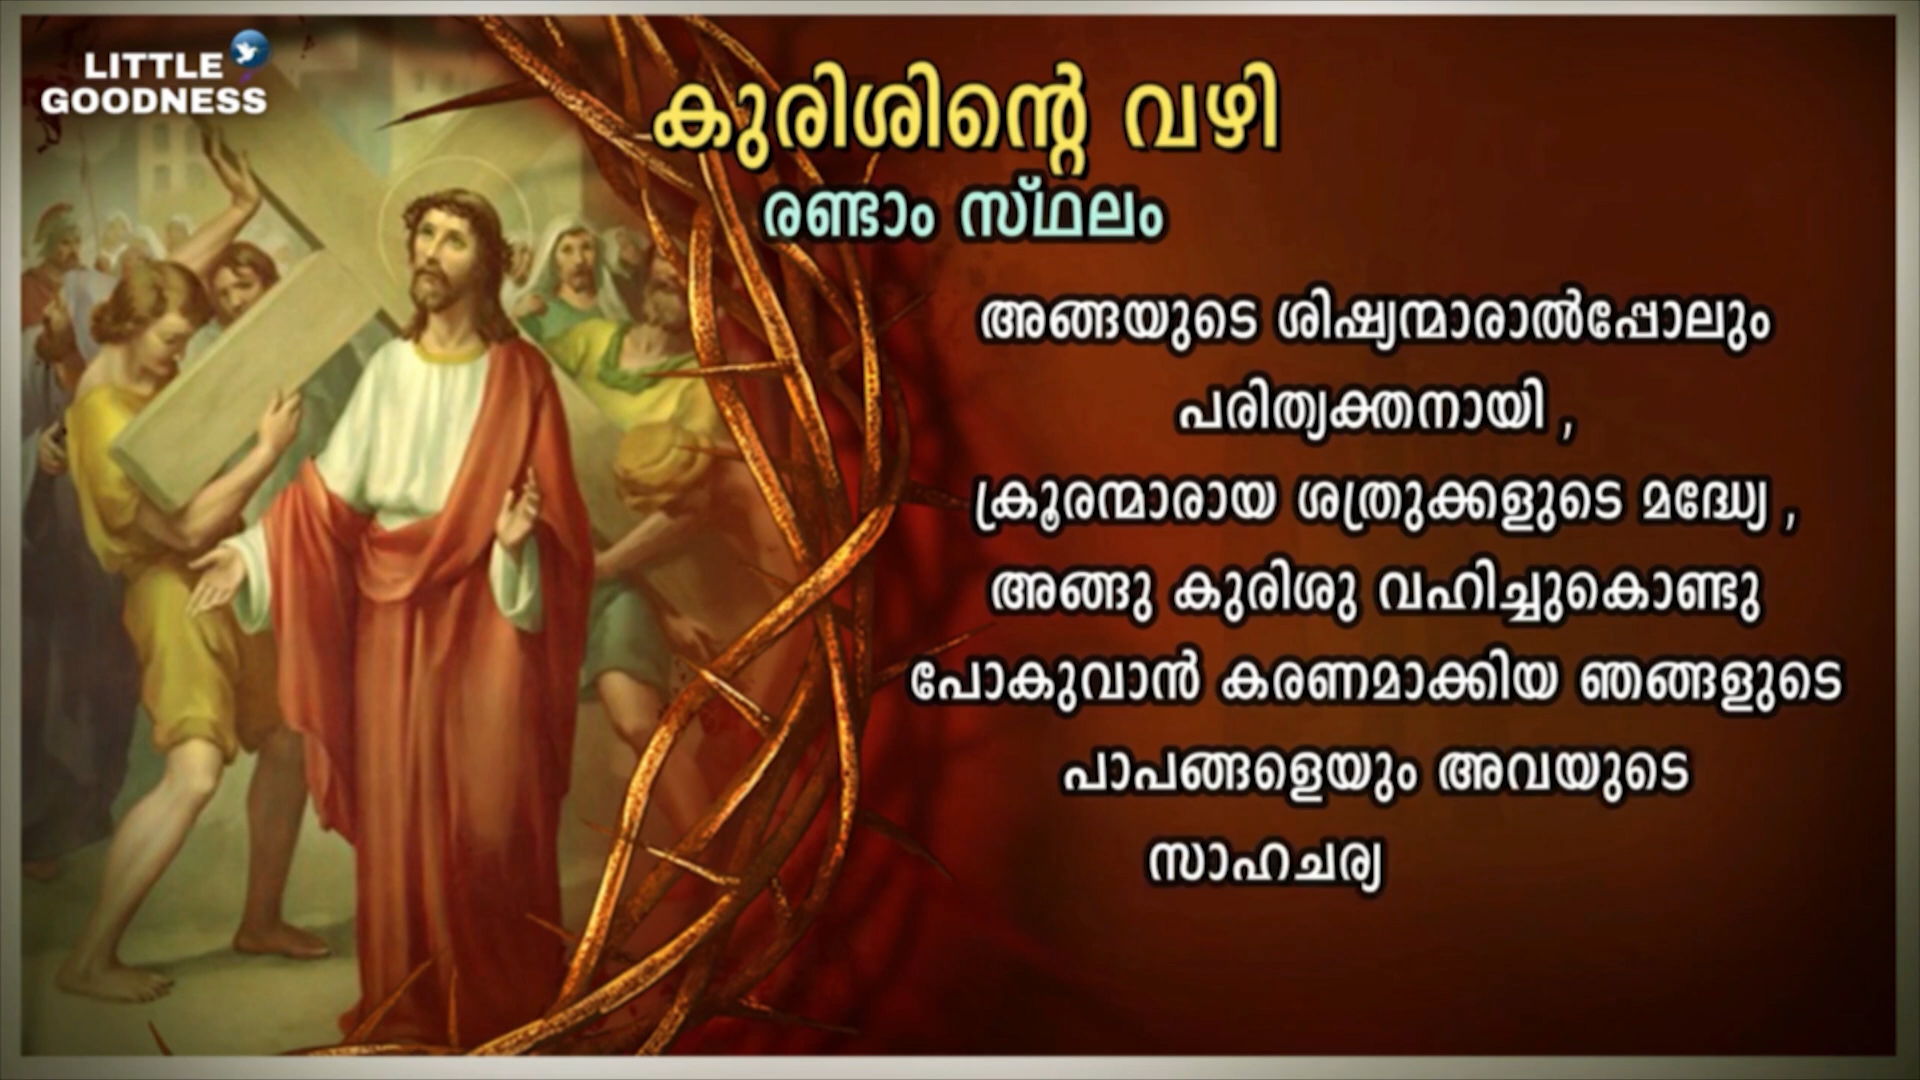 LITTLE
GOODNESS
കുരിശിന്റെ വഴി
രണ്ടാം സ്ഥലം
അങ്ങയുടെ ശിഷ്യന്മാരാൽപ്പോലും
പരിത്യക്തനായി ,
ക്രൂരന്മാരായ ശത്രുക്കളുടെ മദ്ധ്യേ ,
അങ്ങു കുരിശു വഹിച്ചുകൊണ്ടു
പോകുവാൻ കരണമാക്കിയ ഞങ്ങളുടെ
പാപങ്ങളെയും അവയുടെ
സാഹചര്യ